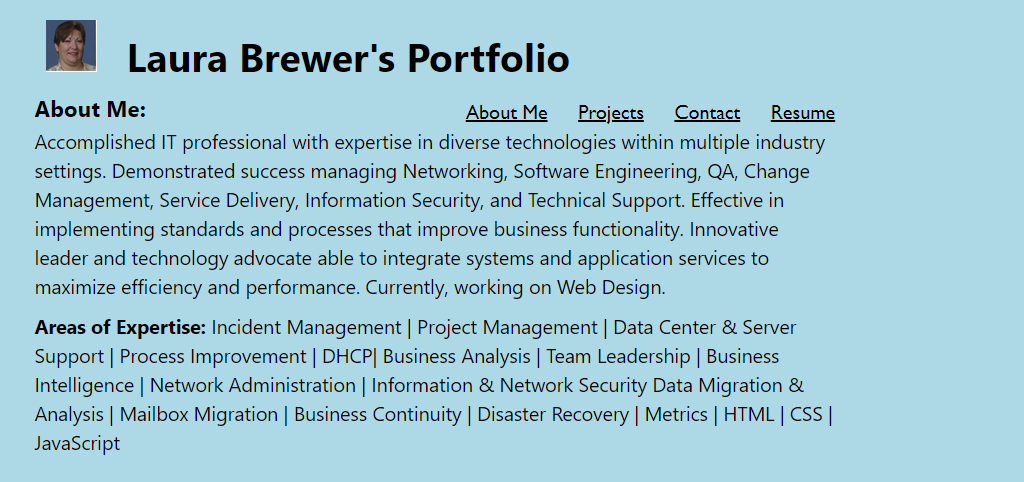 Laura Brewer's Portfolio
About Me:
About Me Projects Contact Resume
Accomplished IT professional with expertise in diverse technologies within multiple industry
settings. Demonstrated success managing Networking, Software Engineering, QA, Change
Management, Service Delivery, Information Security, and Technical Support. Effective in
implementing standards and processes that improve business functionality. Innovative
leader and technology advocate able to integrate systems and application services to
maximize efficiency and performance. Currently, working on Web Design.
Areas of Expertise: Incident Management | Project Management | Data Center & Server
Support | Process Improvement | DHCP| Business Analysis | Team Leadership | Business
Intelligence | Network Administration | Information & Network Security Data Migration &
Analysis | Mailbox Migration | Business Continuity | Disaster Recovery | Metrics | HTML | CSS |
JavaScript